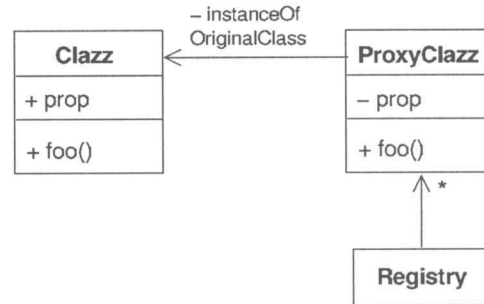 – instanceOf
OriginalClass
Clazz
+ prop
+ foo()
ProxyClazz
– prop
+ foo()
*
Registry